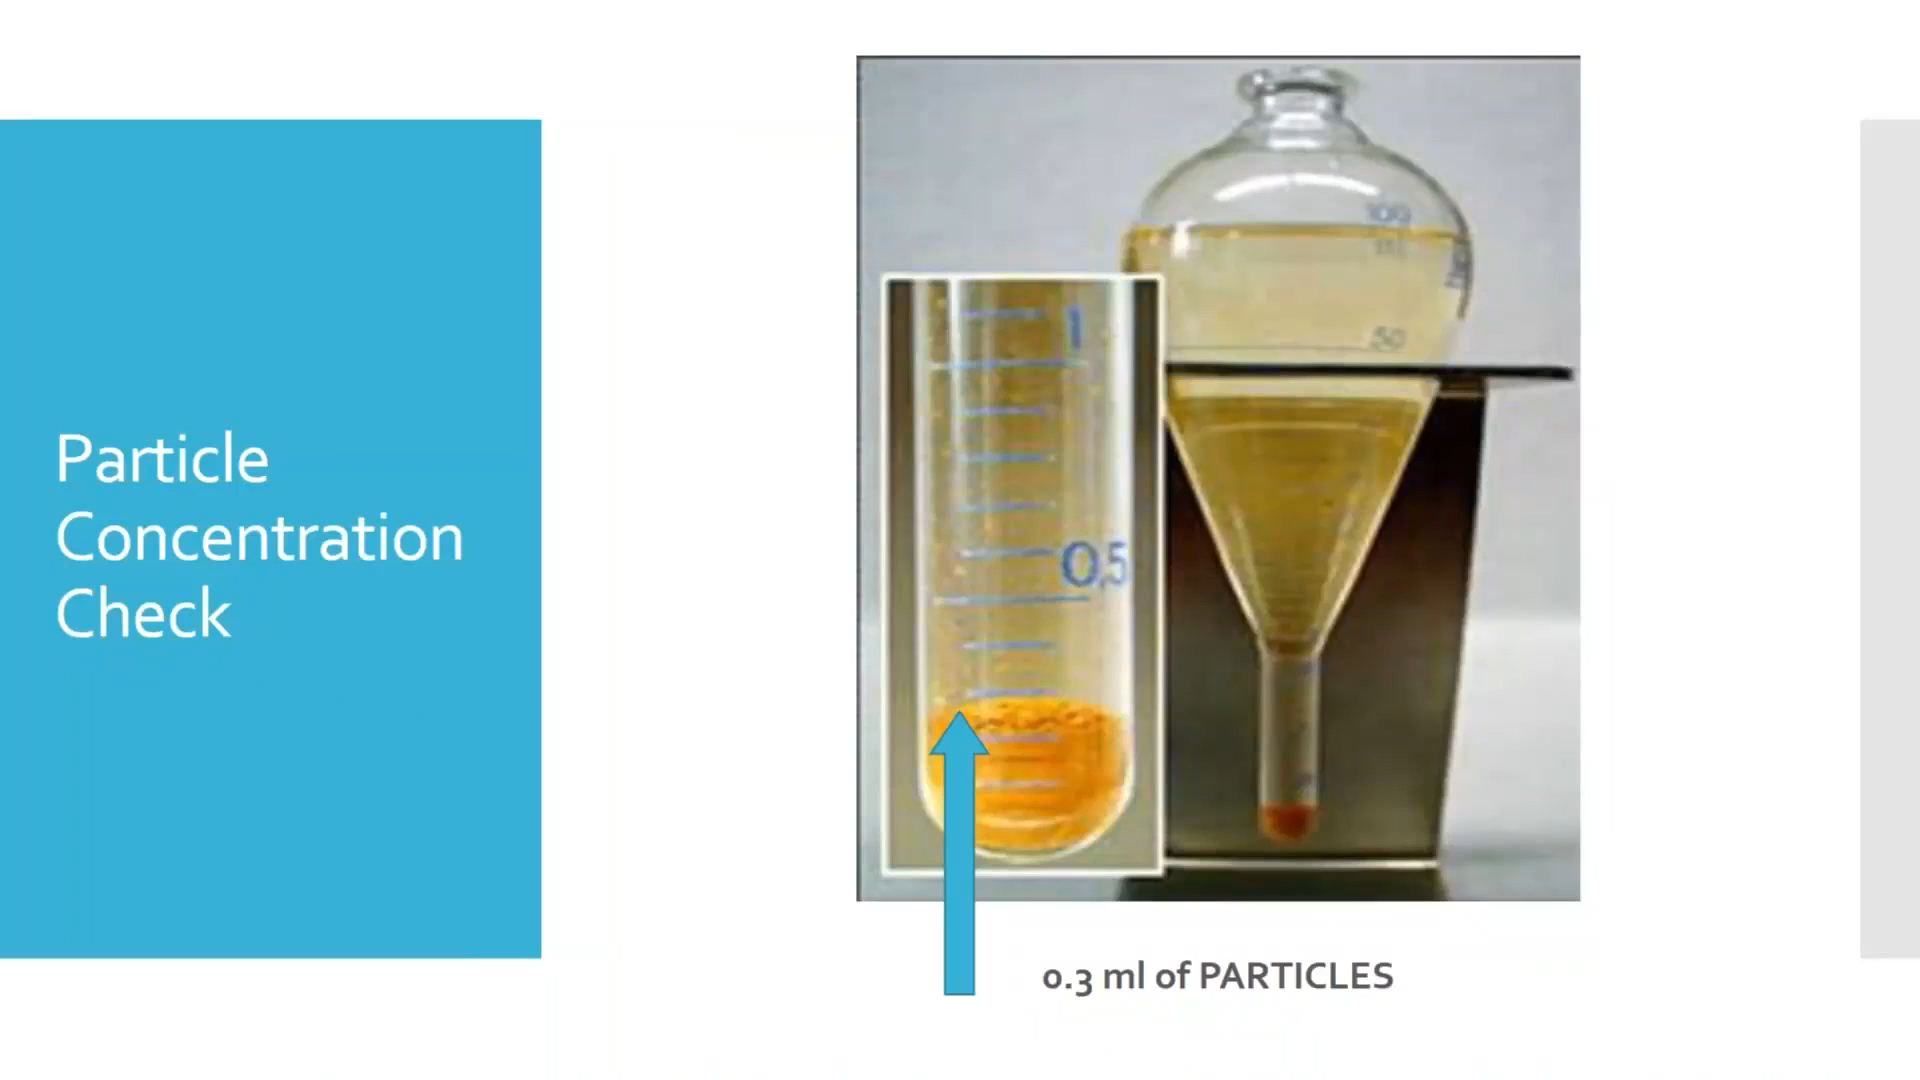 Particle
Concentration
Check
100
50
1
0,5
0.3 ml of PARTICLES